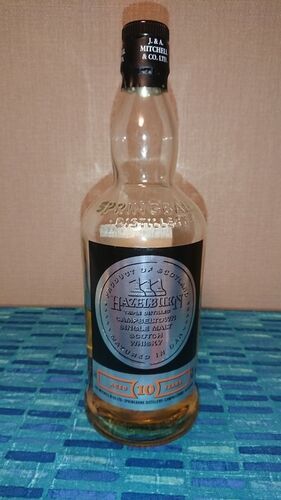 J. & A.
MITCHELL
& CO. LTD
SPRINGBANK
DISTILLERY
PRODUCT OF SCOTLAND
HAZELBURN
TRIPLE DISTILLED
CAMPBELTOWN
SINGLE MALT
SCOTCH
WHISKY
MATURED IN OAK
AGED 10 YEARS